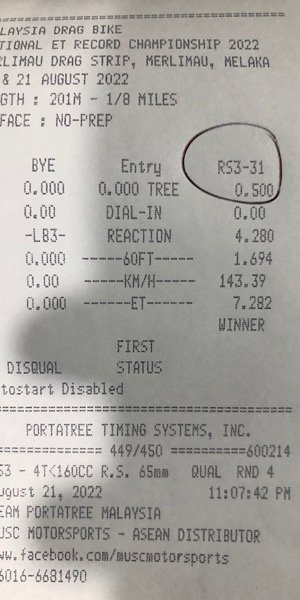 ==============================
LAYSIA DRAG BIKE
TIONAL ET RECORD CHAMPIONSHIP 2022
RLIMAU DRAG STRIP, MERLIMAU, MELAKA
& 21 AUGUST 2022
GTH : 201M - 1/8 MILES
FACE : NO-PREP
BYE Entry RS3-31
0.000 0.000 TREE 0.500
0.00 DIAL-IN 0.00
-LB3- REACTION 4.280
0.000 -----60FT----- 1.694
0.00 -----KM/H----- 143.39
0.000 ------ET------ 7.282
WINNER
FIRST
DISQUAL STATUS
tostart Disabled
==============================
PORTATREE TIMING SYSTEMS, INC.
============= 449/450 ==========600214
S3 - 4T<160CC R.S. 65mm QUAL RND 4
ugust 21, 2022 11:07:42 PM
EAM PORTATREE MALAYSIA
USC MOTORSPORTS - ASEAN DISTRIBUTOR
ww.facebook.com/muscmotorsports
6016-6681490